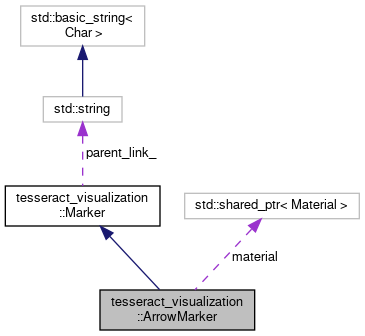 std::basic_string<
Char >
std::string
parent_link_
tesseract_visualization
::Marker
std::shared_ptr< Material >
material
tesseract_visualization
::ArrowMarker